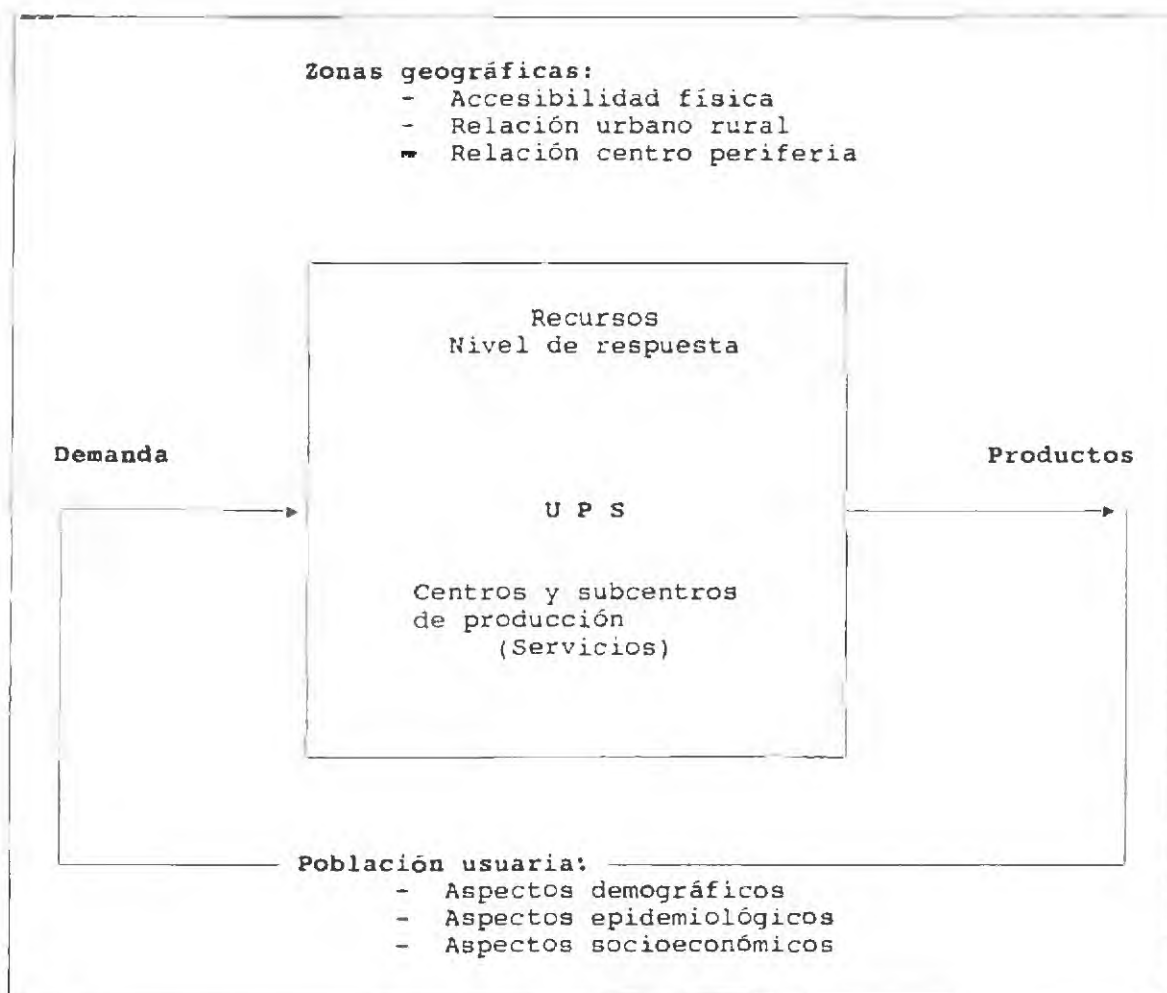 Zonas geográficas:
- Accesibilidad física
- Relación urbano rural
- Relación centro periferia
Recursos
Nivel de respuesta
Demanda
Productos
U P S
Centros y subcentros
de producción
(Servicios)
Población usuaria:
- Aspectos demográficos
- Aspectos epidemiológicos
- Aspectos socioeconómicos